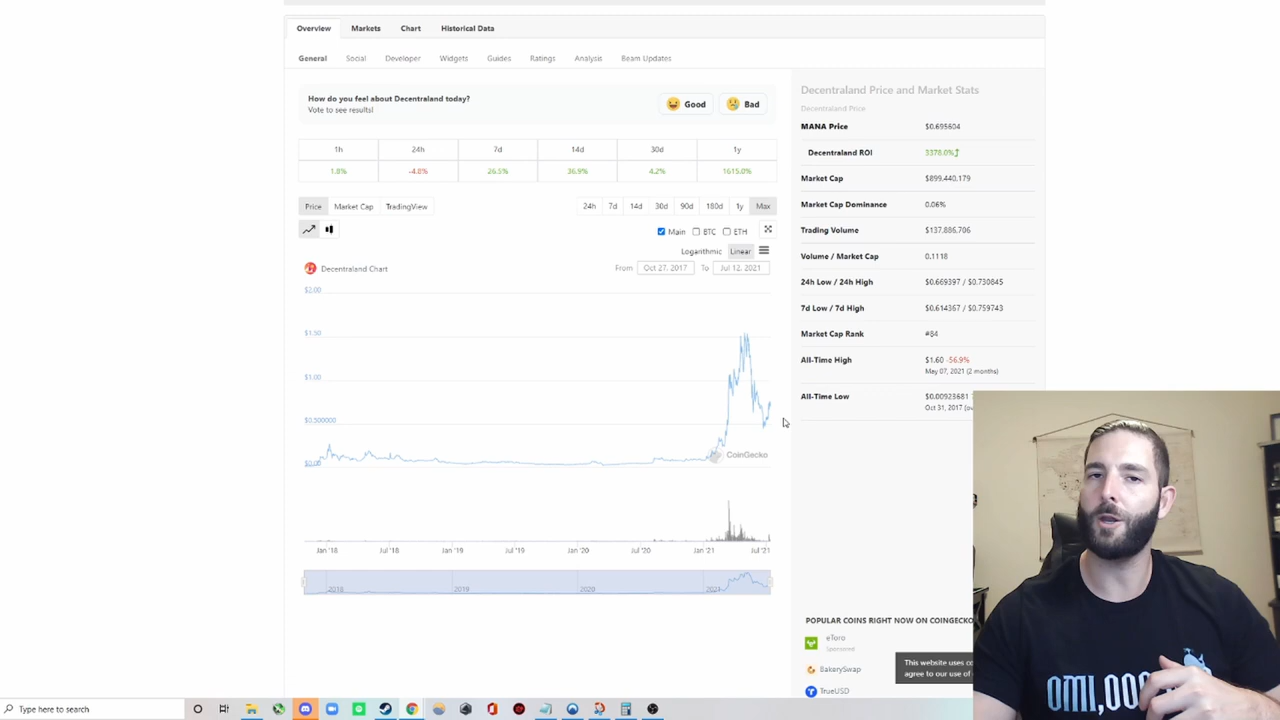 Overview Markets Chart Historical Data
General Social Developer Widgets Guides Ratings Analysis Beam Updates
How do you feel about Decentraland today?
Vote to see results!
Good Bad
1h 24h 7d 14d 30d 1y
1.8% -4.8% 26.5% 36.9% 4.2% 1615.0%
Price Market Cap TradingView
24h 7d 14d 30d 90d 180d 1y Max
Main BTC ETH
Logarithmic Linear
Decentraland Chart
From Oct 27, 2017 To Jul 12, 2021
$2.00
$1.50
$1.00
$0.500000
$0.00
CoinGecko
Jan '18 Jul '18 Jan '19 Jul '19 Jan '20 Jul '20 Jan '21 Jul '21
2018 2019 2020 2021
Decentraland Price and Market Stats
Decentraland Price
MANA Price $0.695604
Decentraland ROI 3378.0%
Market Cap $899,440,179
Market Cap Dominance 0.06%
Trading Volume $137,886,706
Volume / Market Cap 0.1118
24h Low / 24h High $0.669397 / $0.730845
7d Low / 7d High $0.614367 / $0.759743
Market Cap Rank
All-Time High $1.60 -56.9%
May 07, 2021 (2 months)
All-Time Low $0.00923681
Oct 31, 2017
POPULAR COINS RIGHT NOW ON COINGECKO
eToro
Sponsored
BakerySwap
TrueUSD
This website uses
agree to our use of
OMI,00
Type here to search